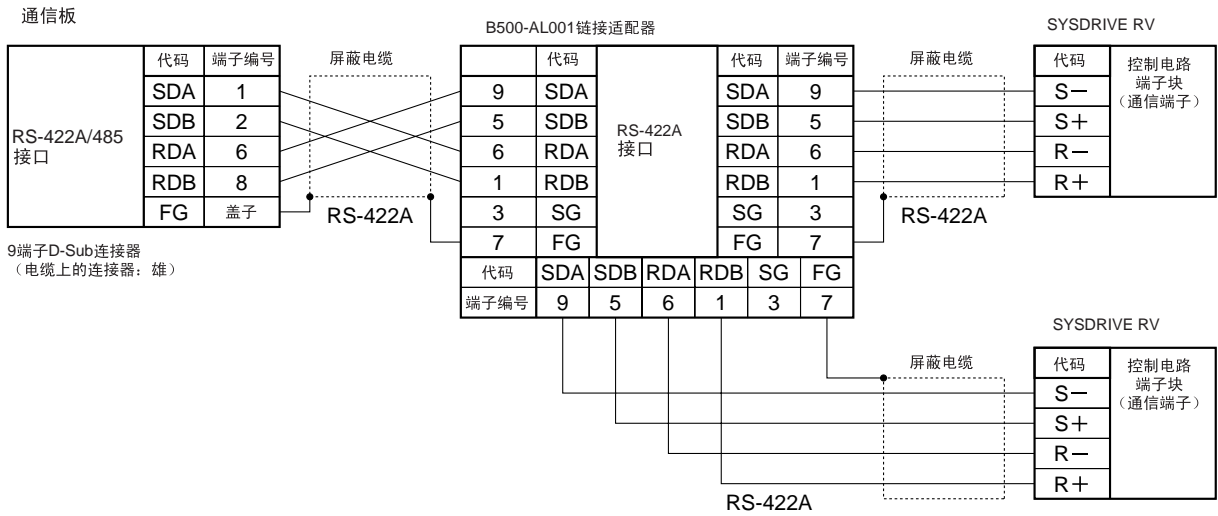 通信板
B500-AL001链接适配器
SYSDRIVE RV
代码 端子编号
SDA 1
SDB 2
RDA 6
RDB 8
FG 盖子
RS-422A/485
接口
9端子D-Sub连接器
（电缆上的连接器：雄）
屏蔽电缆
RS-422A
代码
9 SDA
5 SDB
6 RDA
1 RDB
3 SG
7 FG
RS-422A
接口
代码 端子编号
SDA 9
SDB 5
RDA 6
RDB 1
SG 3
FG 7
代码 SDA SDB RDA RDB SG FG
端子编号 9 5 6 1 3 7
屏蔽电缆
RS-422A
代码
S－
S＋
R－
R＋
控制电路
端子块
（通信端子）
SYSDRIVE RV
屏蔽电缆
RS-422A
代码
S－
S＋
R－
R＋
控制电路
端子块
（通信端子）